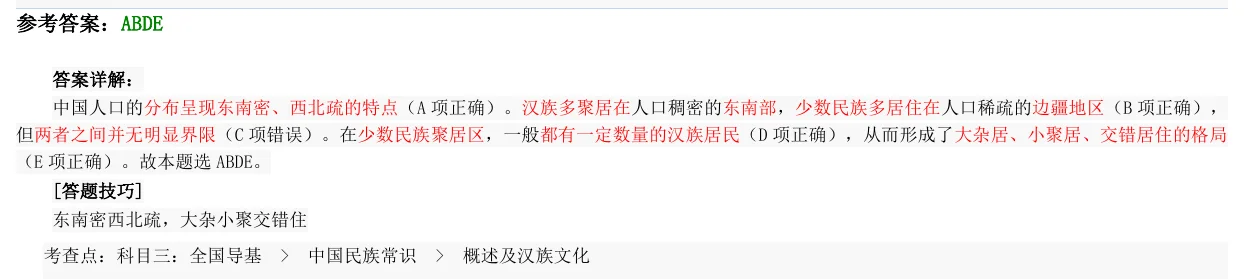 参考答案：ABDE
答案详解：
中国人口的分布呈现东南密、西北疏的特点（A 项正确）。汉族多聚居在人口稠密的东南部，少数民族多居住在人口稀疏的边疆地区（B 项正确），
但两者之间并无明显界限（C 项错误）。在少数民族聚居区，一般都有一定数量的汉族居民（D 项正确），从而形成了大杂居、小聚居、交错居住的格局
（E 项正确）。故本题选 ABDE。
[答题技巧]
东南密西北疏，大杂小聚交错住
考查点：科目三：全国导基 > 中国民族常识 > 概述及汉族文化